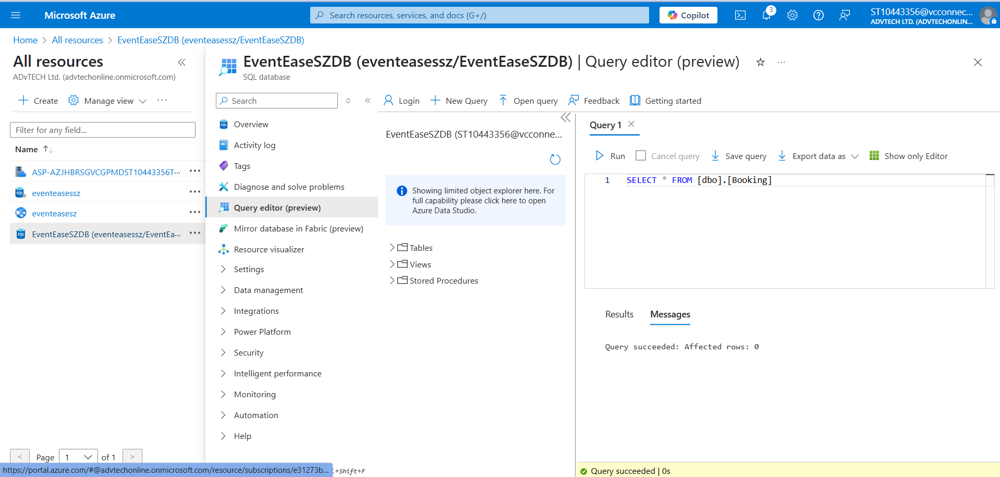 Microsoft Azure
Search resources, services, and docs (G+/)
Copilot
3
ST10443356@vcconnec...
ADVTECH LTD. (ADVTECHONLIN...
Home > All resources > EventEaseSZDB (eventeasessz/EventEaseSZDB)
All resources
ADvTECH Ltd. (advtechonline.onmicrosoft.com)
Create
Manage view
Filter for any field...
Name
ASP-AZJHBRSGVCGPMDST10443356T...
eventeasessz
eventeasesz
EventEaseSZDB (eventeasessz/EventEa...
< Page 1 of 1 >
EventEaseSZDB (eventeasessz/EventEaseSZDB) | Query editor (preview)
SQL database
Search
Overview
Activity log
Tags
Diagnose and solve problems
Query editor (preview)
Mirror database in Fabric (preview)
Resource visualizer
Settings
Data management
Integrations
Power Platform
Security
Intelligent performance
Monitoring
Automation
Help
Login
New Query
Open query
Feedback
Getting started
EventEaseSZDB (ST10443356@vcconne...
Showing limited object explorer here. For
full capability please click here to open
Azure Data Studio.
Tables
Views
Stored Procedures
Query 1
Run
Cancel query
Save query
Export data as
Show only Editor
1 SELECT * FROM [dbo].[Booking]
Results
Messages
Query succeeded: Affected rows: 0
Query succeeded | 0s
https://portal.azure.com/#@advtechonline.onmicrosoft.com/resource/subscriptions/e31273b...
+Shift+F